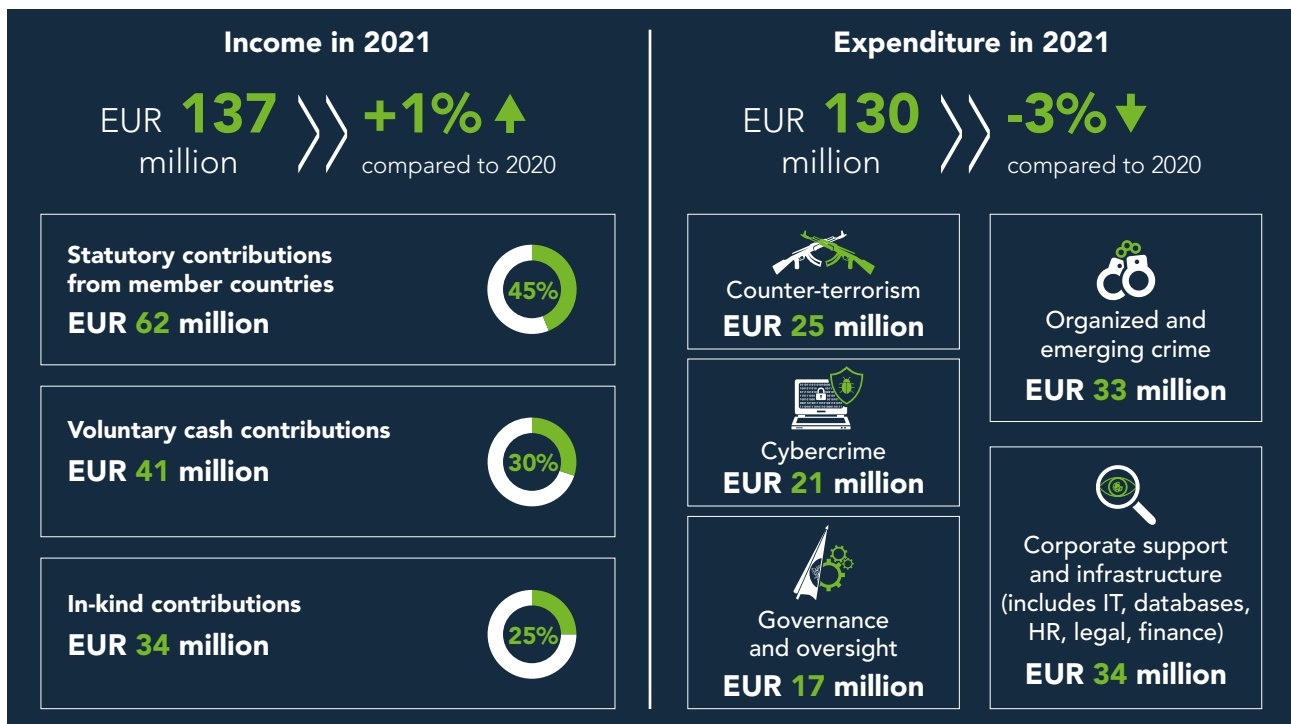 Income in 2021
EUR 137
million
+1%
compared to 2020
Statutory contributions
from member countries
EUR 62 million
45%
Voluntary cash contributions
EUR 41 million
30%
In-kind contributions
EUR 34 million
25%
Expenditure in 2021
EUR 130
million
-3%
compared to 2020
Counter-terrorism
EUR 25 million
Cybercrime
EUR 21 million
Governance
and oversight
EUR 17 million
Organized and
emerging crime
EUR 33 million
Corporate support
and infrastructure
(includes IT, databases,
HR, legal, finance)
EUR 34 million